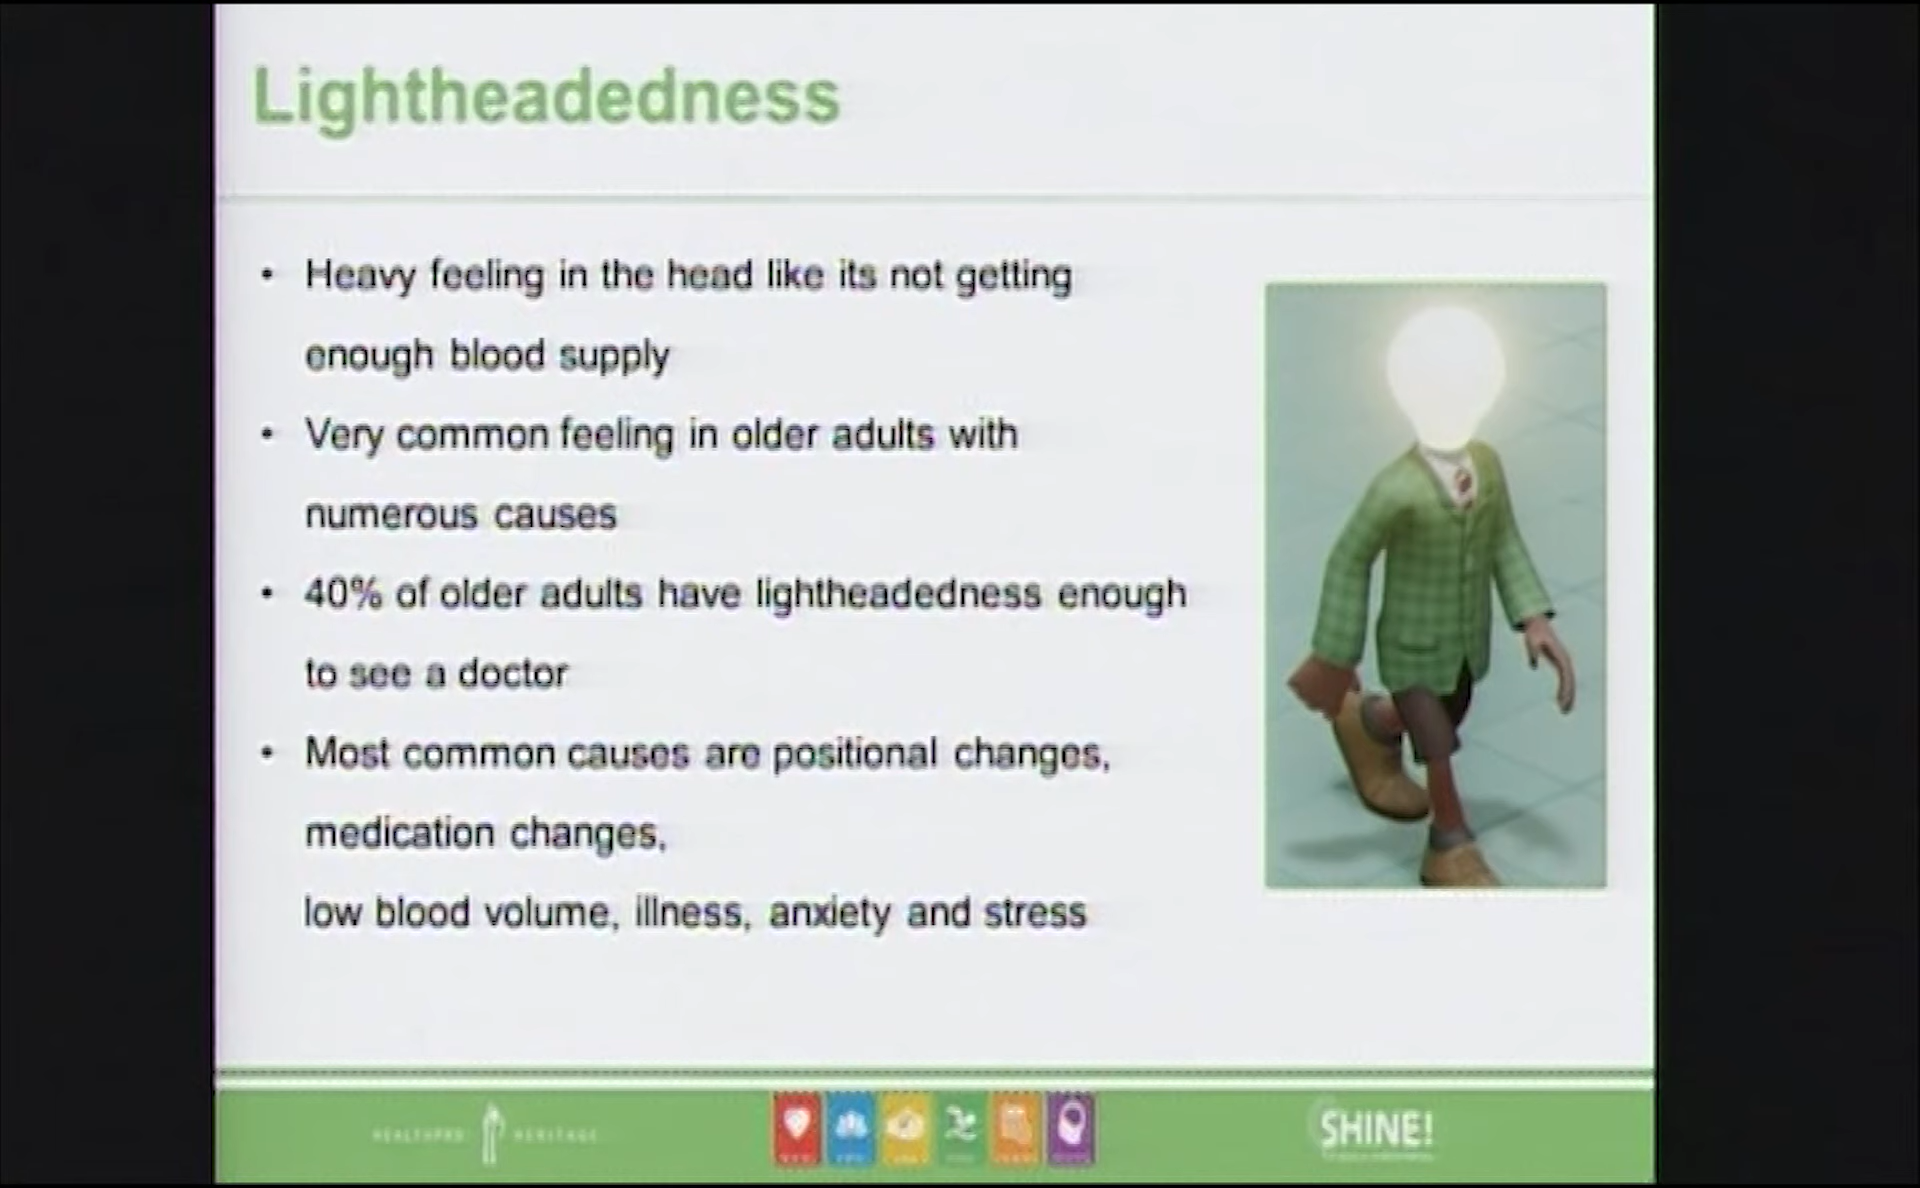 Lightheadedness
• Heavy feeling in the head like its not getting
enough blood supply
• Very common feeling in older adults with
numerous causes
• 40% of older adults have lightheadedness enough
to see a doctor
• Most common causes are positional changes,
medication changes,
low blood volume, illness, anxiety and stress
HEALTHPRO HERITAGE
SHINE!